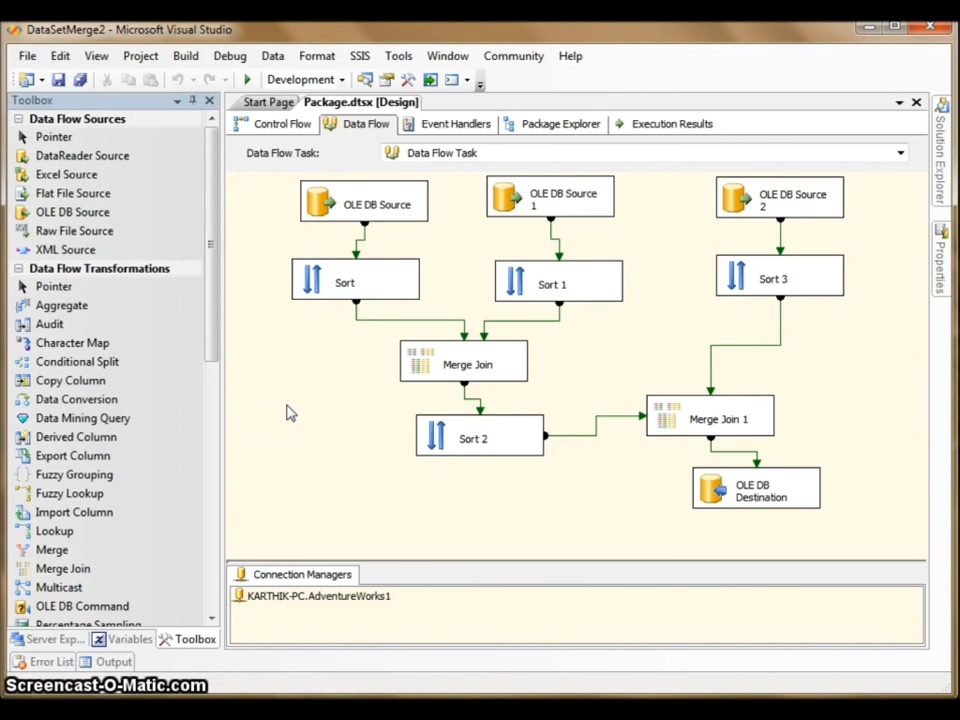 DataSetMerge2 - Microsoft Visual Studio
File Edit View Project Build Debug Data Format SSIS Tools Window Community Help
Development
Toolbox
Start Page Package.dtsx [Design]
Data Flow Sources
Pointer
DataReader Source
Excel Source
Flat File Source
OLE DB Source
Raw File Source
XML Source
Data Flow Transformations
Pointer
Aggregate
Audit
Character Map
Conditional Split
Copy Column
Data Conversion
Data Mining Query
Derived Column
Export Column
Fuzzy Grouping
Fuzzy Lookup
Import Column
Lookup
Merge
Merge Join
Multicast
OLE DB Command
Percentage Sampling
Server Exp... Variables Toolbox
Error List Output
Control Flow Data Flow Event Handlers Package Explorer Execution Results
Data Flow Task: Data Flow Task
OLE DB Source
OLE DB Source
1
OLE DB Source
2
Sort
Sort 1
Sort 3
Merge Join
Merge Join 1
Sort 2
OLE DB
Destination
Connection Managers
KARTHIK-PC.AdventureWorks1
Solution Explorer
Properties
Screencast-O-Matic.com